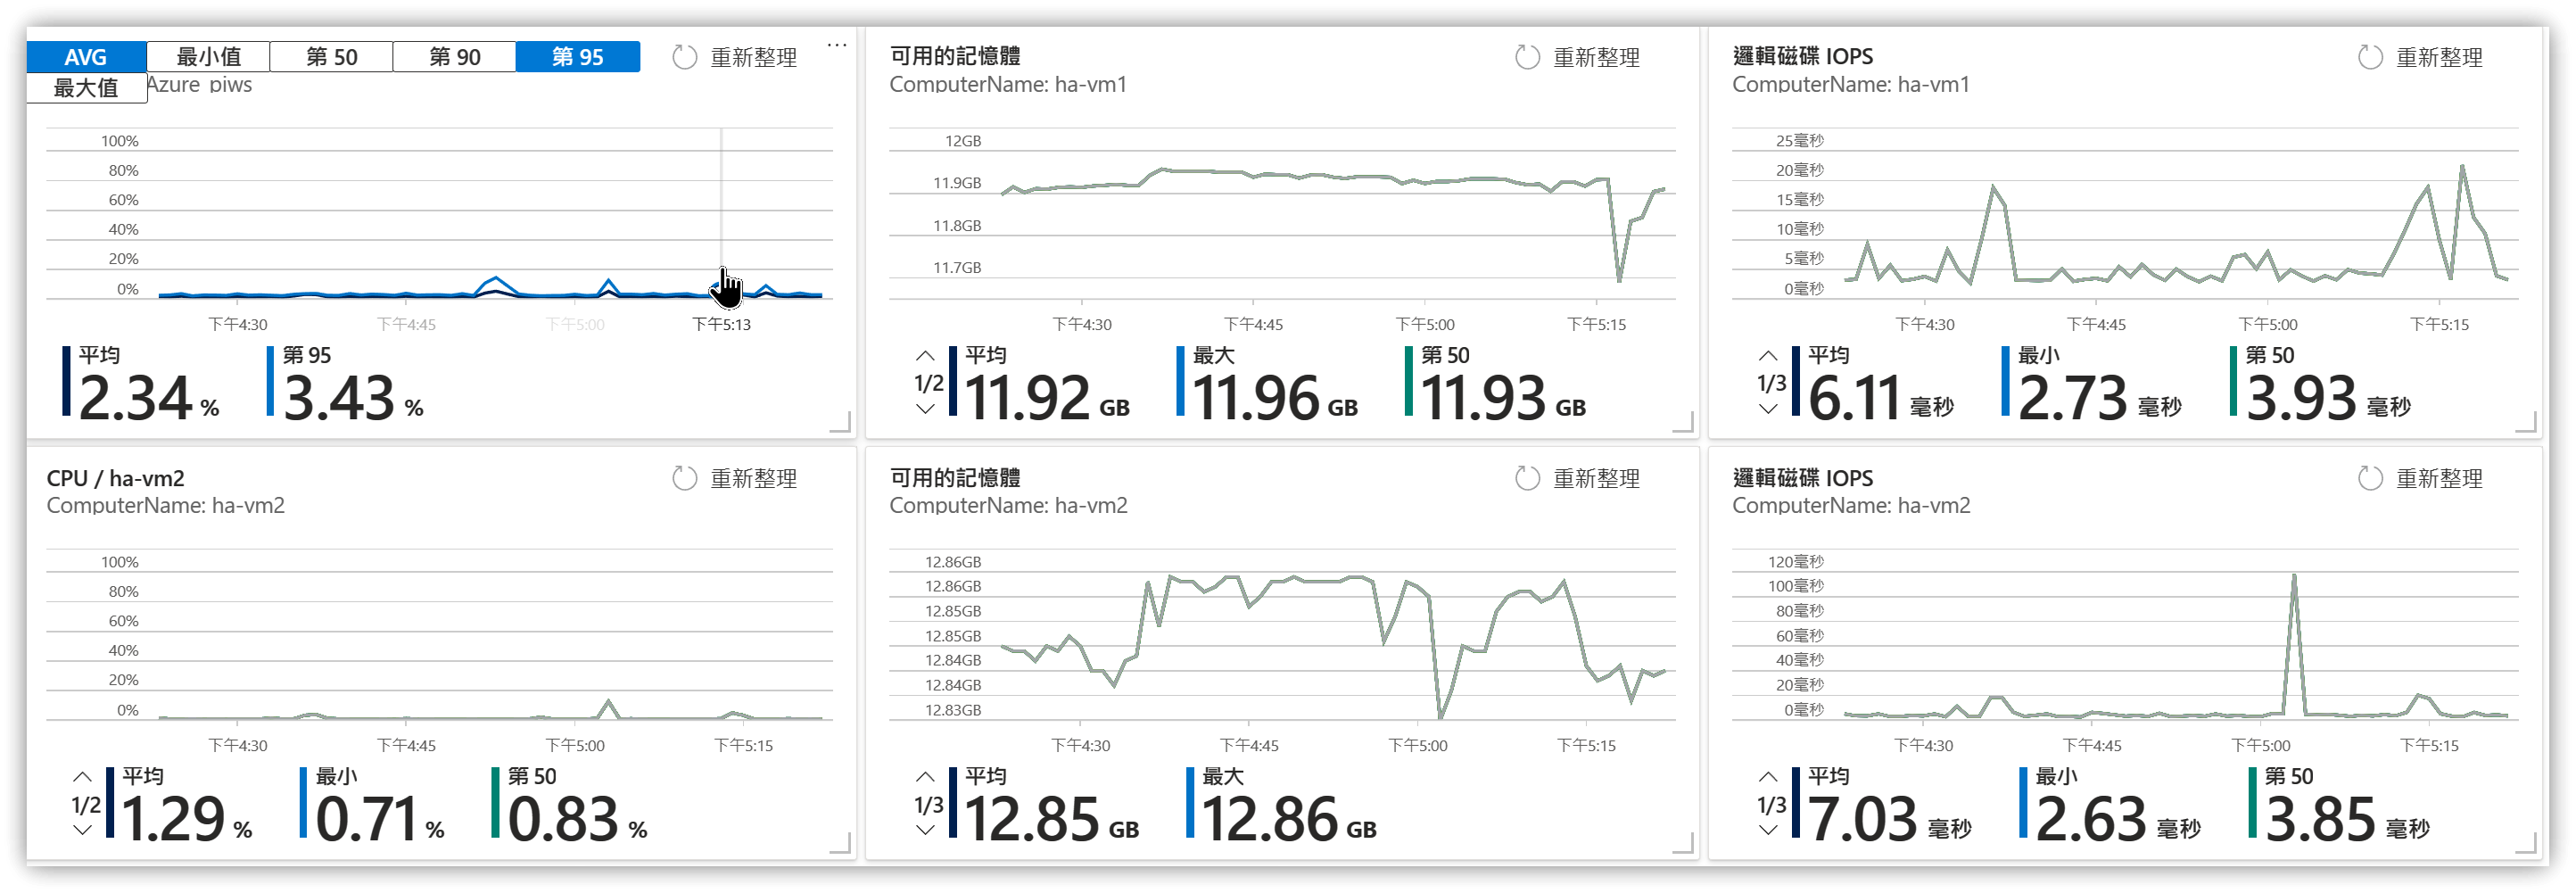 AVG 最小值 第 50 第 90 第 95 重新整理 ...
最大值 Azure_piws
100%
80%
60%
40%
20%
0%
下午4:30 下午4:45 下午5:00 下午5:13
平均 第 95
2.34 % 3.43 %
可用的記憶體 重新整理
ComputerName: ha-vm1
12GB
11.9GB
11.8GB
11.7GB
下午4:30 下午4:45 下午5:00 下午5:15
1/2 平均 最大 第 50
11.92 GB 11.96 GB 11.93 GB
邏輯磁碟 IOPS 重新整理
ComputerName: ha-vm1
25毫秒
20毫秒
15毫秒
10毫秒
5毫秒
0毫秒
下午4:30 下午4:45 下午5:00 下午5:15
1/3 平均 最小 第 50
6.11 毫秒 2.73 毫秒 3.93 毫秒
CPU / ha-vm2 重新整理
ComputerName: ha-vm2
100%
80%
60%
40%
20%
0%
下午4:30 下午4:45 下午5:00 下午5:15
1/2 平均 最小 第 50
1.29 % 0.71 % 0.83 %
可用的記憶體 重新整理
ComputerName: ha-vm2
12.86GB
12.86GB
12.85GB
12.85GB
12.84GB
12.84GB
12.83GB
下午4:30 下午4:45 下午5:00 下午5:15
1/3 平均 最大
12.85 GB 12.86 GB
邏輯磁碟 IOPS 重新整理
ComputerName: ha-vm2
120毫秒
100毫秒
80毫秒
60毫秒
40毫秒
20毫秒
0毫秒
下午4:30 下午4:45 下午5:00 下午5:15
1/3 平均 最小 第 50
7.03 毫秒 2.63 毫秒 3.85 毫秒